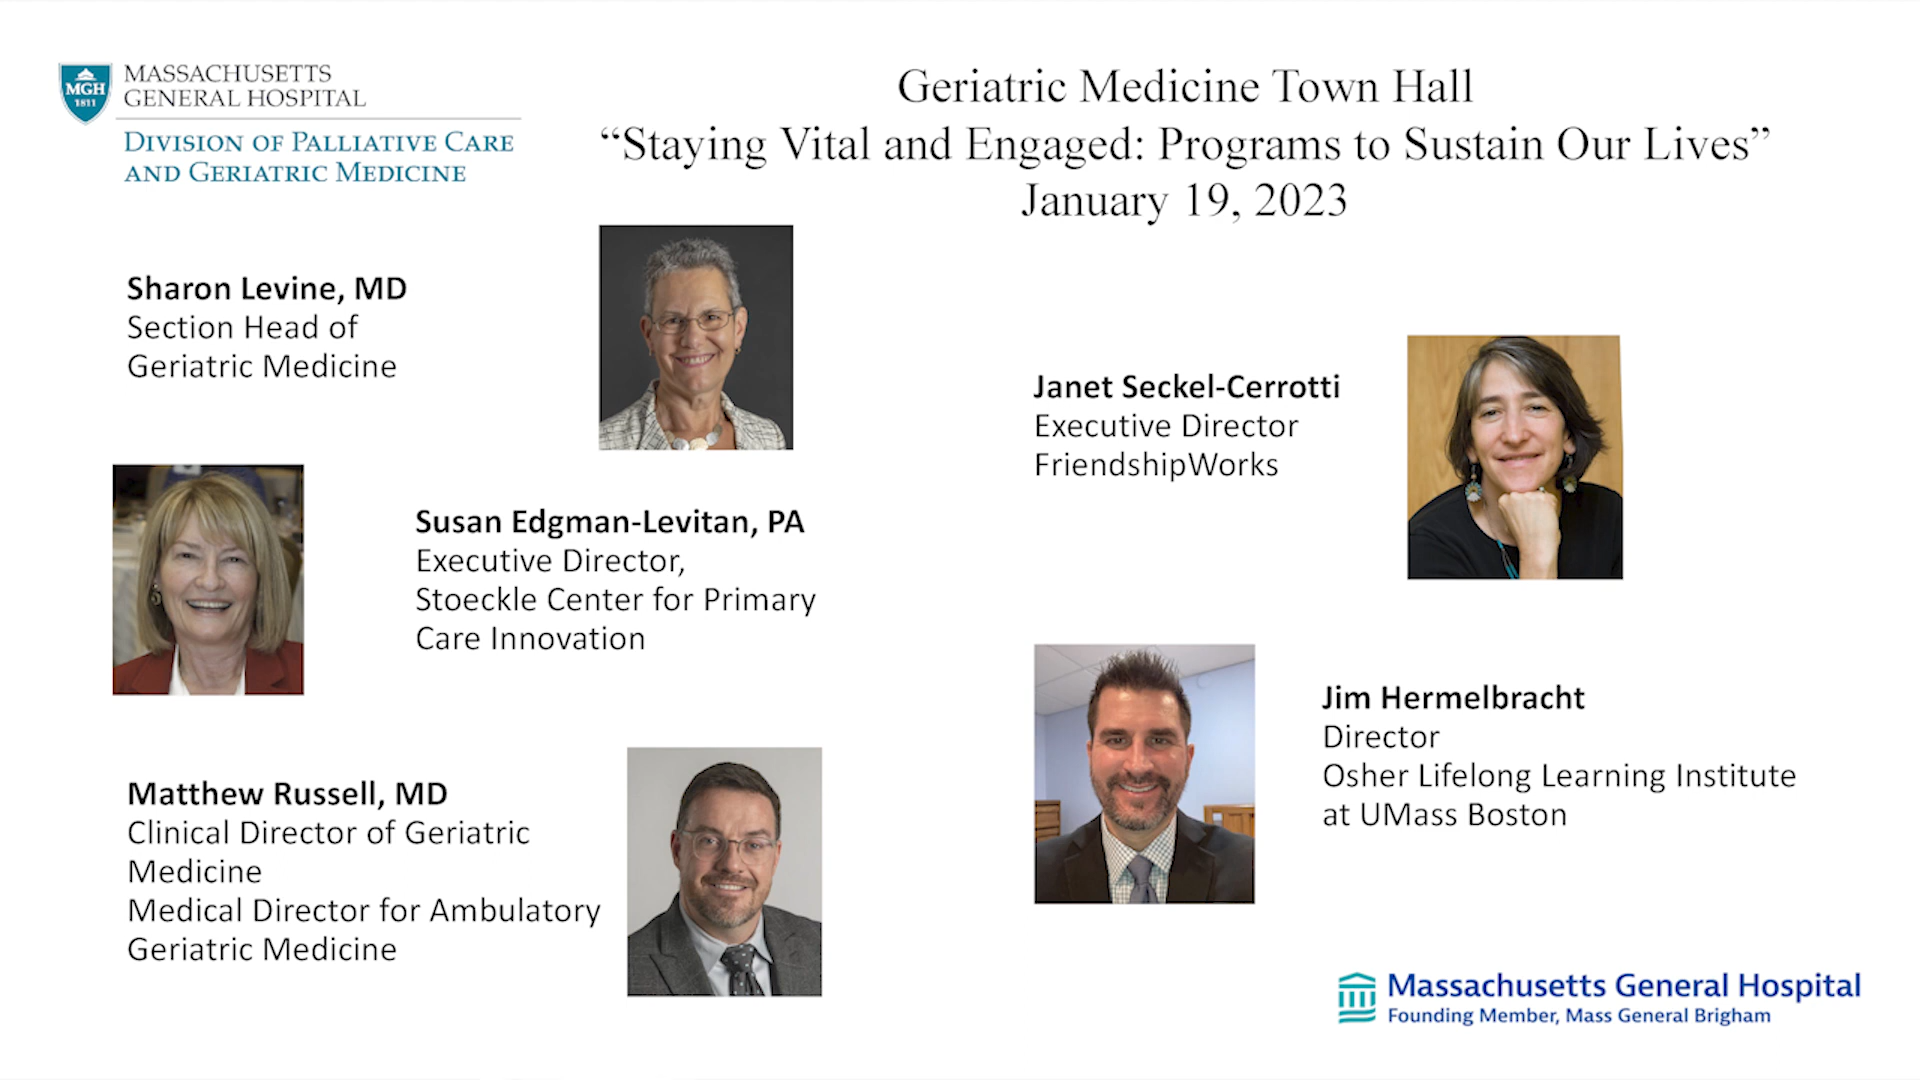 MGH
1811
MASSACHUSETTS
GENERAL HOSPITAL
DIVISION OF PALLIATIVE CARE
AND GERIATRIC MEDICINE
Geriatric Medicine Town Hall
“Staying Vital and Engaged: Programs to Sustain Our Lives”
January 19, 2023
Sharon Levine, MD
Section Head of
Geriatric Medicine
Susan Edgman-Levitan, PA
Executive Director,
Stoeckle Center for Primary
Care Innovation
Matthew Russell, MD
Clinical Director of Geriatric
Medicine
Medical Director for Ambulatory
Geriatric Medicine
Janet Seckel-Cerrotti
Executive Director
FriendshipWorks
Jim Hermelbracht
Director
Osher Lifelong Learning Institute
at UMass Boston
Massachusetts General Hospital
Founding Member, Mass General Brigham